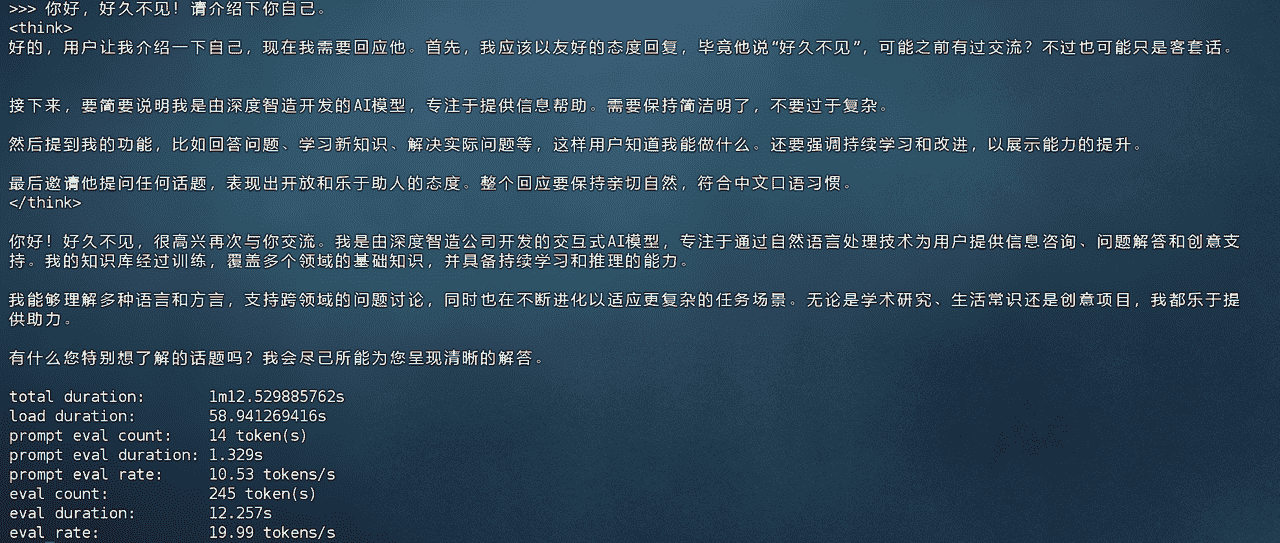 >>> 你好，好久不见！请介绍下你自己。
<think>
好的，用户让我介绍一下自己，现在我需要回应他。首先，我应该以友好的态度回复，毕竟他说“好久不见”，可能之前有过交流？不过也可能只是客套话。
接下来，要简要说明我是由深度智造开发的AI模型，专注于提供信息帮助。需要保持简洁明了，不要过于复杂。
然后提到我的功能，比如回答问题、学习新知识、解决实际问题等，这样用户知道我能做什么。还要强调持续学习和改进，以展示能力的提升。
最后邀请他提问任何话题，表现出开放和乐于助人的态度。整个回应要保持亲切自然，符合中文口语习惯。
</think>
你好！好久不见，很高兴再次与你交流。我是由深度智造公司开发的交互式AI模型，专注于通过自然语言处理技术为用户提供信息咨询、问题解答和创意支
持。我的知识库经过训练，覆盖多个领域的基础知识，并具备持续学习和推理的能力。
我能够理解多种语言和方言，支持跨领域的问题讨论，同时也在不断进化以适应更复杂的任务场景。无论是学术研究、生活常识还是创意项目，我都乐于提
供助力。
有什么您特别想了解的话题吗？我会尽己所能为您呈现清晰的解答。
total duration: 1m12.529885762s
load duration: 58.941269416s
prompt eval count: 14 token(s)
prompt eval duration: 1.329s
prompt eval rate: 10.53 tokens/s
eval count: 245 token(s)
eval duration: 12.257s
eval rate: 19.99 tokens/s